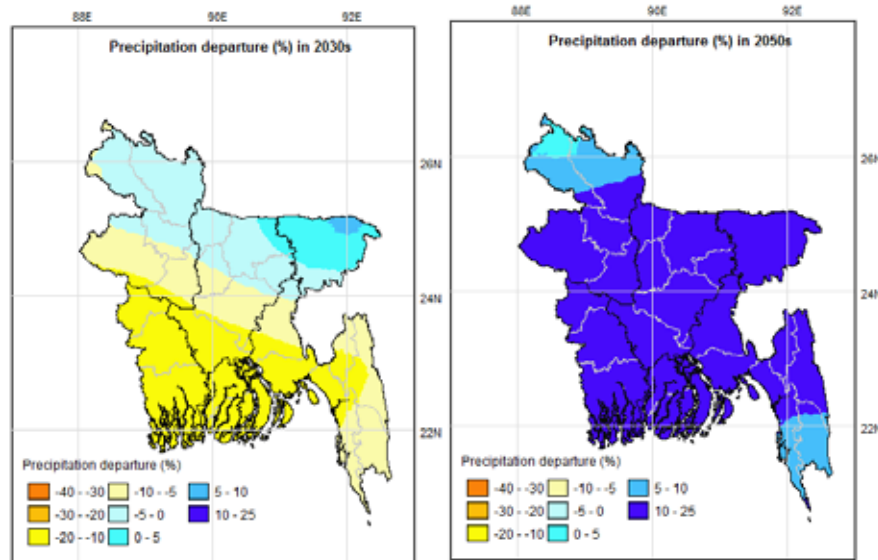 88E 90E 92E
Precipitation departure (%) in 2030s
26N
24N
22N
Precipitation departure (%)
-40 - -30 -10 - -5 5 - 10
-30 - -20 -5 - 0 10 - 25
-20 - -10 0 - 5
88E 90E 92E
Precipitation departure (%) in 2050s
26N
24N
22N
Precipitation departure (%)
-40 - -30 -10 - -5 5 - 10
-30 - -20 -5 - 0 10 - 25
-20 - -10 0 - 5